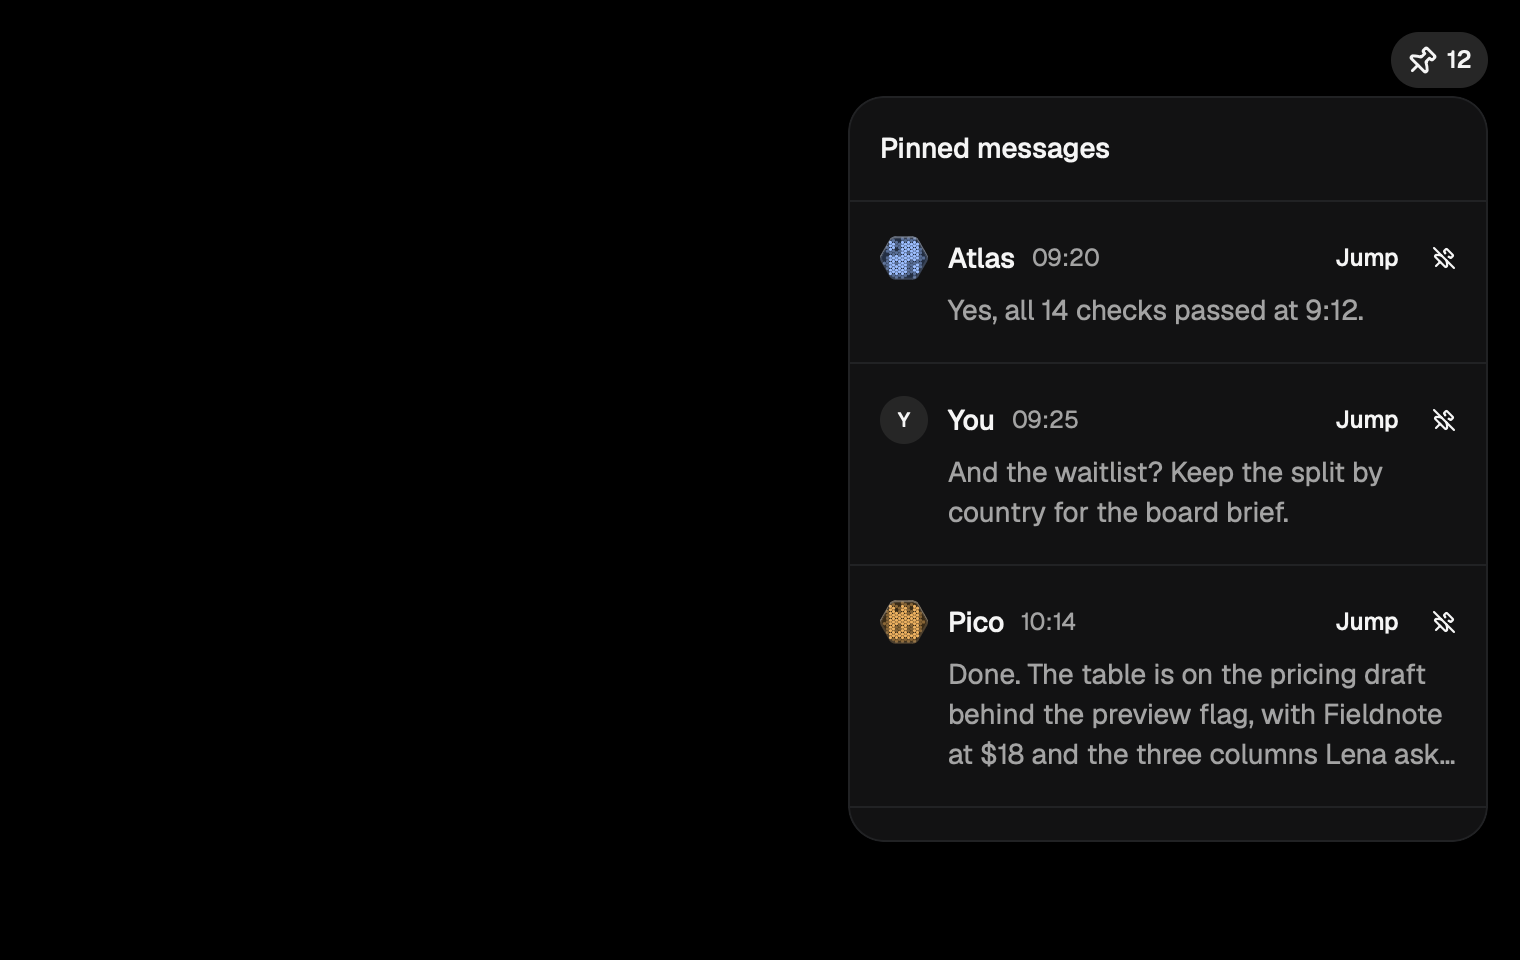 12
Pinned messages
Atlas 09:20 Jump
Yes, all 14 checks passed at 9:12.
Y You 09:25 Jump
And the waitlist? Keep the split by
country for the board brief.
Pico 10:14 Jump
Done. The table is on the pricing draft
behind the preview flag, with Fieldnote
at $18 and the three columns Lena ask...